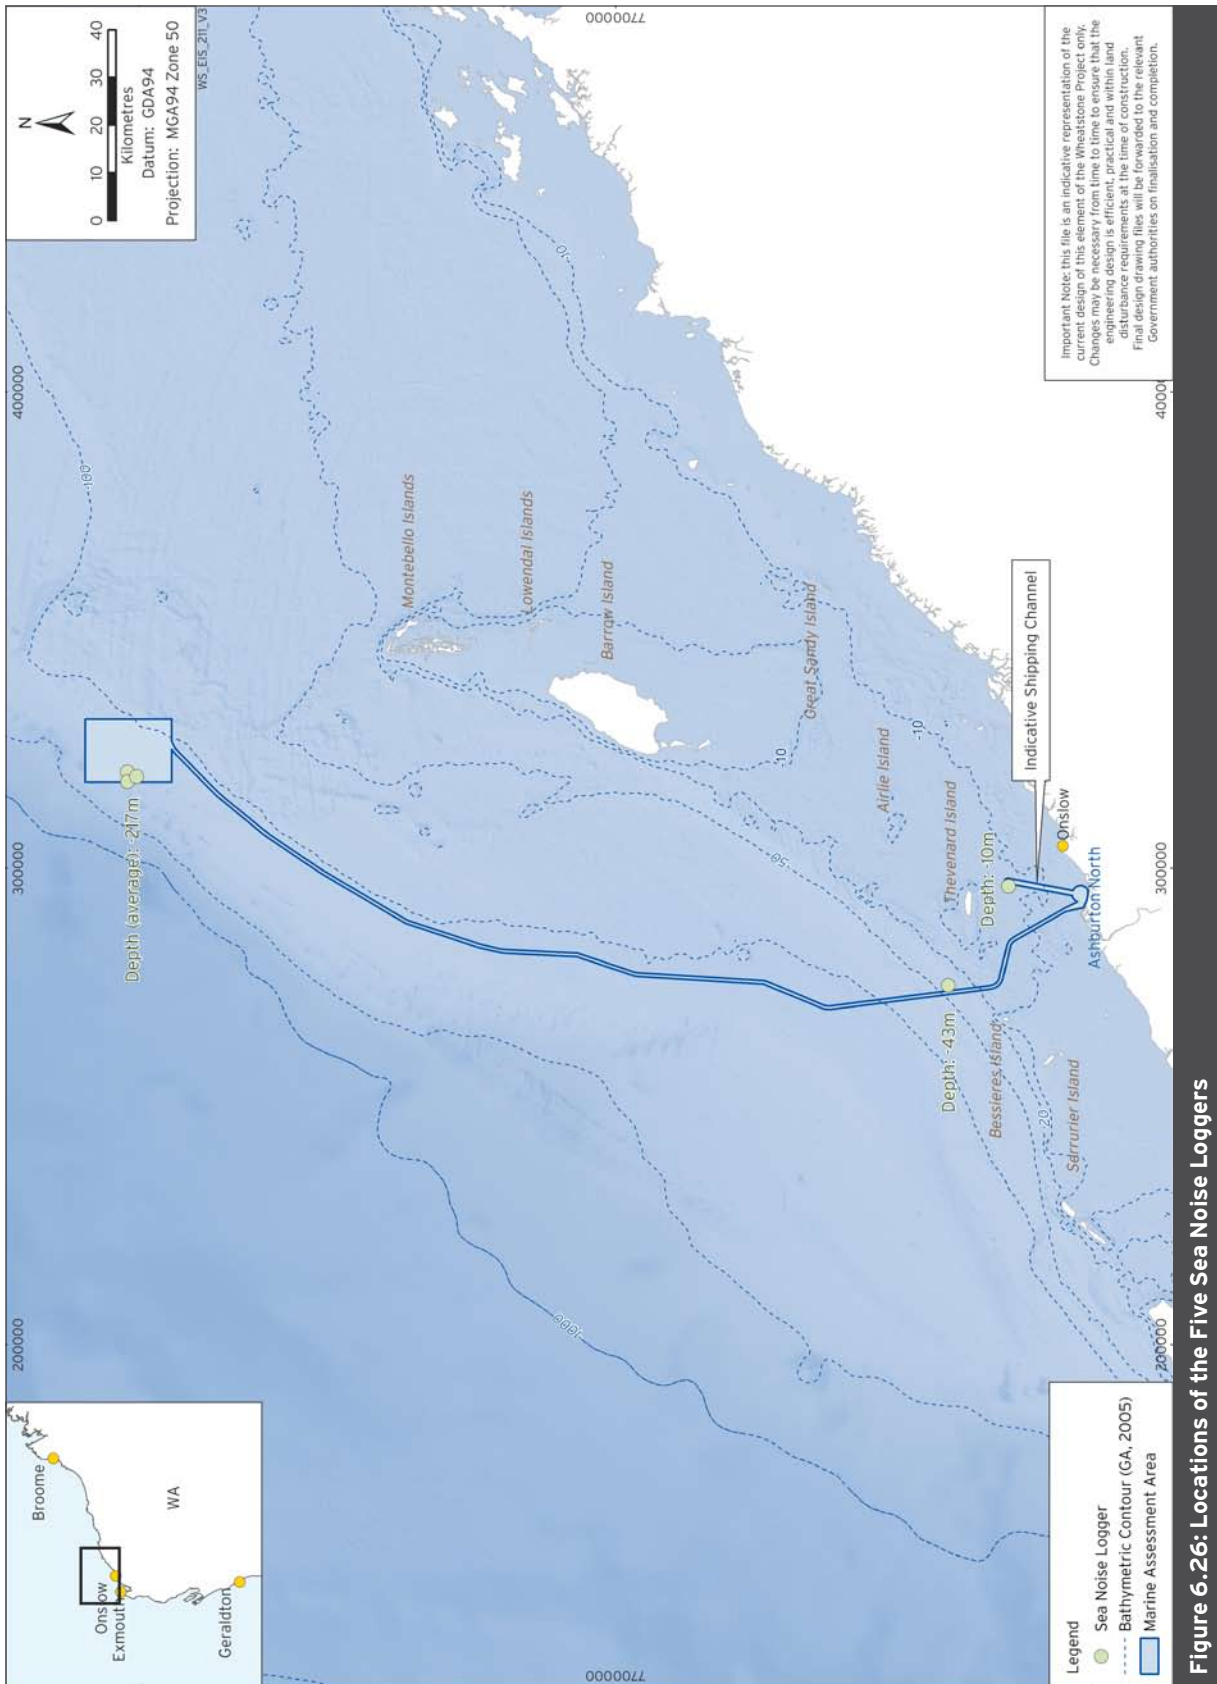 Broome
Onslow
Exmouth
WA
Geraldton
200000
300000
400000
N
0 10 20 30 40
Kilometres
Datum: GDA94
Projection: MGA94 Zone 50
WS_EIS_211_V3
-100
Depth (average): -217m
Montebello Islands
Lowendal Islands
Barrow Island
-10
-1000
7700000
7700000
-50
-10
Great Sandy Island
Airlie Island
-10
Thevenard Island
Depth: -10m
Depth: -43m
Bessieres Island
-20
Serrurier Island
Indicative Shipping Channel
Onslow
Ashburton North
Legend
Sea Noise Logger
Bathymetric Contour (GA, 2005)
Marine Assessment Area
200000
300000
Important Note: this file is an indicative representation of the
current design of this element of the Wheatstone Project only.
Changes may be necessary from time to time to ensure that the
engineering design is efficient, practical and within land
disturbance requirements at the time of construction.
Final design drawing files will be forwarded to the relevant
Government authorities on finalisation and completion.
Figure 6.26: Locations of the Five Sea Noise Loggers